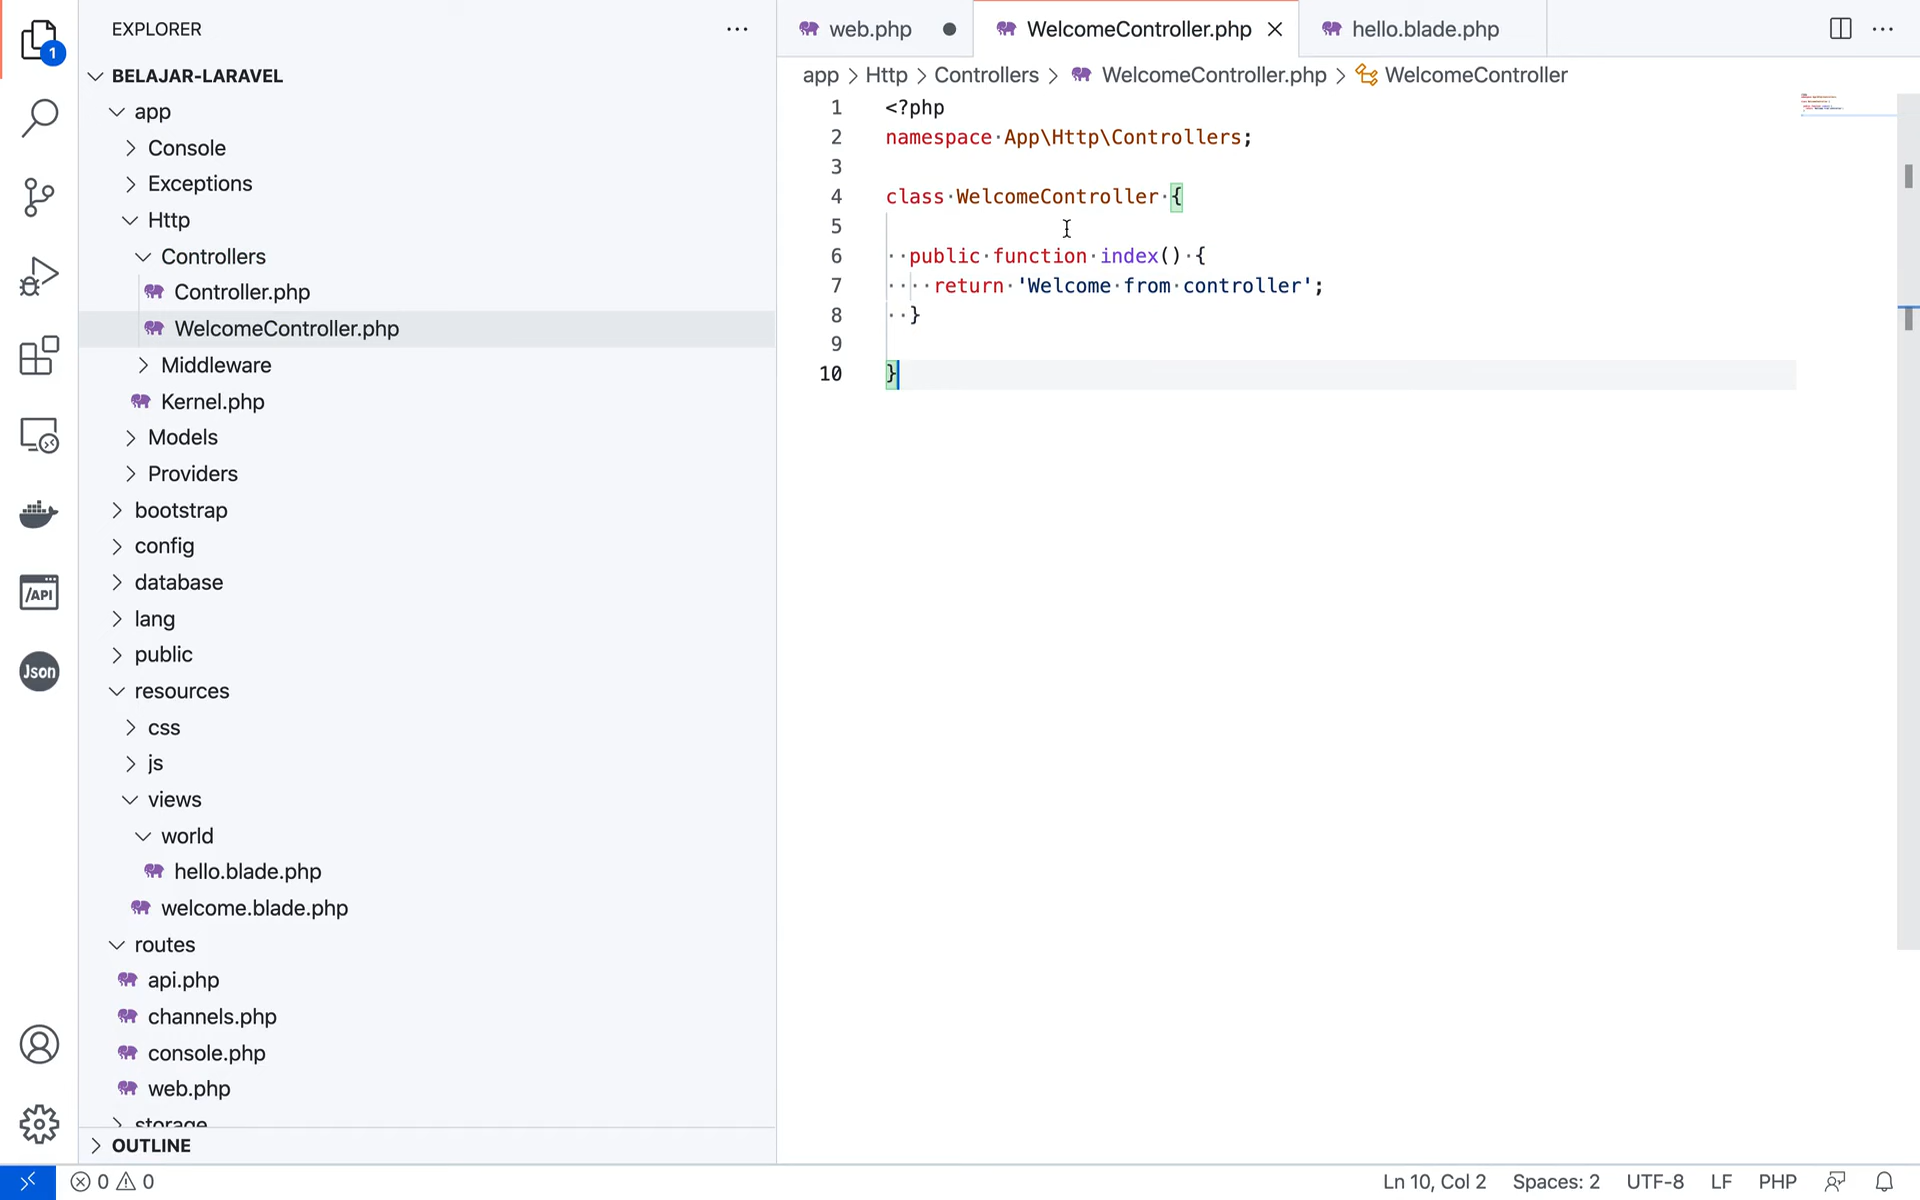 EXPLORER
1
BELAJAR-LARAVEL
app
Console
Exceptions
Http
Controllers
Controller.php
WelcomeController.php
Middleware
Kernel.php
Models
Providers
bootstrap
config
database
lang
public
resources
css
js
views
world
hello.blade.php
welcome.blade.php
routes
api.php
channels.php
console.php
web.php
storage
OUTLINE
/API
Json
web.php
WelcomeController.php
hello.blade.php
app > Http > Controllers > WelcomeController.php > WelcomeController
1 <?php
2 namespace App\Http\Controllers;
3
4 class WelcomeController {
5
6 public function index() {
7 return 'Welcome from controller';
8 }
9
10 }
0 0
Ln 10, Col 2
Spaces: 2
UTF-8
LF
PHP